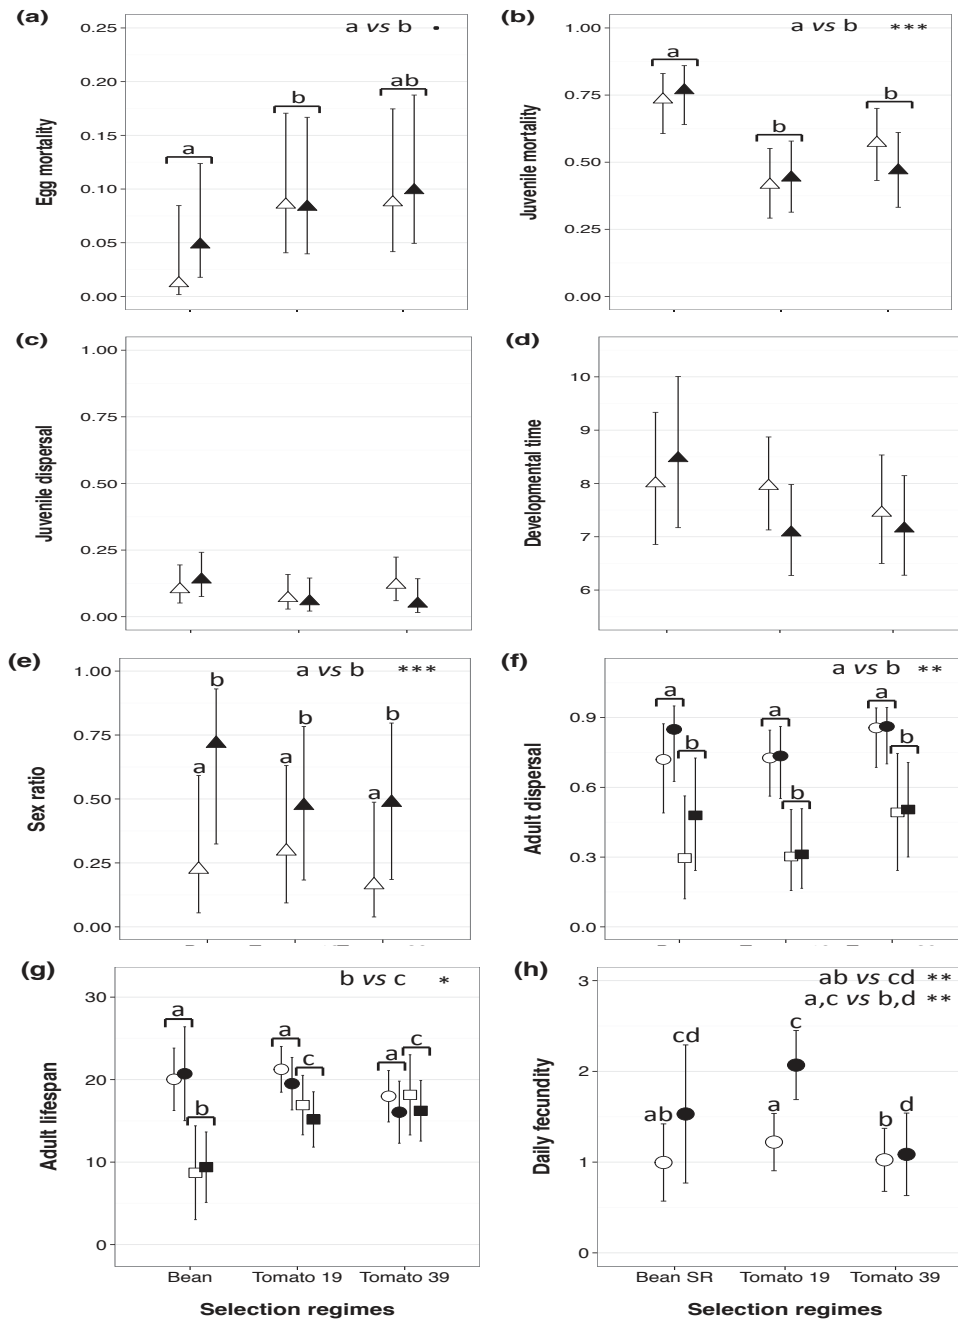 (a)
a vs b •
0.25
0.20
0.15
0.10
0.05
0.00
Egg mortality
a
b
ab
(b)
a vs b ***
1.00
0.75
0.50
0.25
0.00
Juvenile mortality
a
b
b
(c)
1.00
0.75
0.50
0.25
0.00
Juvenile dispersal
(d)
10
9
8
7
6
Developmental time
(e)
a vs b ***
1.00
0.75
0.50
0.25
0.00
Sex ratio
a
b
a
b
a
b
(f)
a vs b **
0.9
0.6
0.3
0.0
Adult dispersal
a
b
a
b
a
b
(g)
b vs c *
30
20
10
0
Adult lifespan
a
b
a
c
a
c
Bean Tomato 19 Tomato 39
Selection regimes
(h)
ab vs cd **
a,c vs b,d **
3
2
1
0
Daily fecundity
ab
cd
a
c
b
d
Bean SR Tomato 19 Tomato 39
Selection regimes